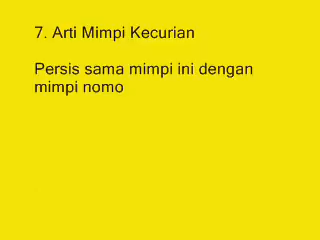 7. Arti Mimpi Kecurian
Persis sama mimpi ini dengan
mimpi nomo